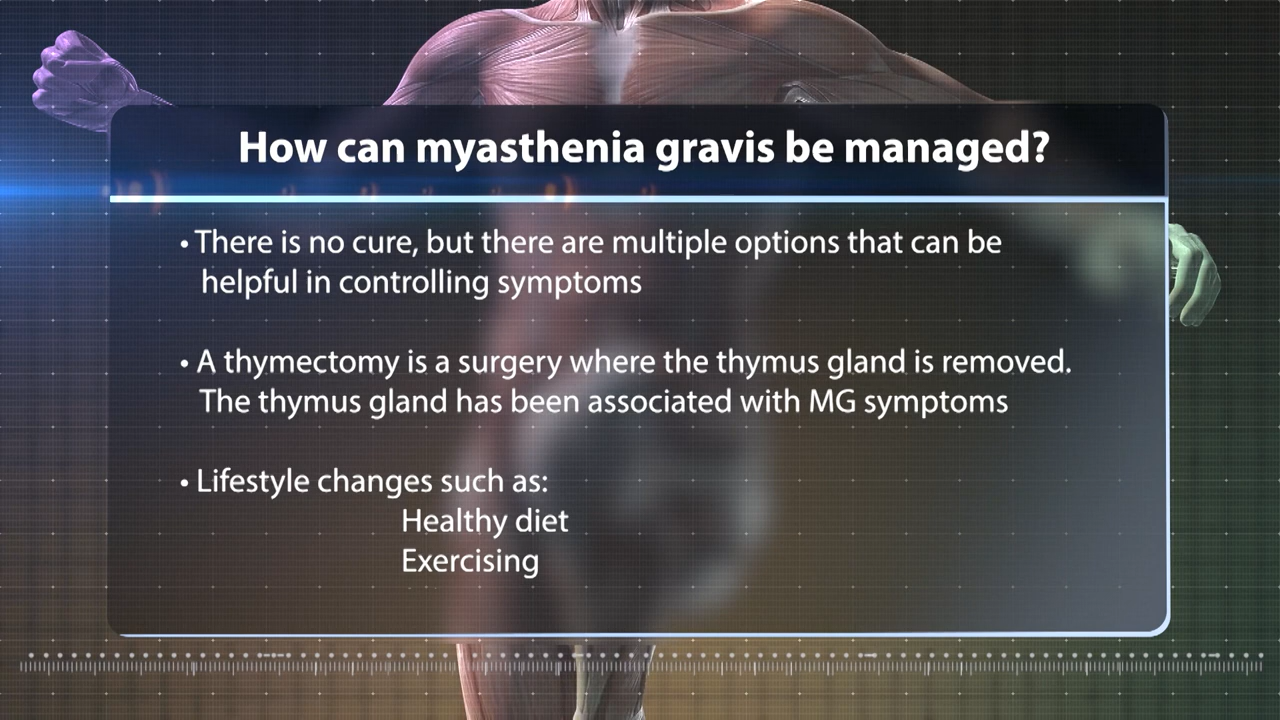 How can myasthenia gravis be managed?
• There is no cure, but there are multiple options that can be
helpful in controlling symptoms
• A thymectomy is a surgery where the thymus gland is removed.
The thymus gland has been associated with MG symptoms
• Lifestyle changes such as:
Healthy diet
Exercising